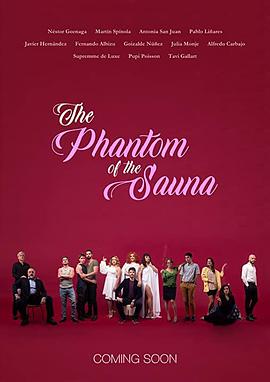 Néstor Goenaga Martín Spínola Antonia San Juan Pablo Liñares
Javier Hernández Fernando Albizu Goizalde Núñez Julia Monje Alfredo Carbajo
Supremme de Luxe Pupi Poisson Tavi Gallart
The
Phantom
of the
Sauna
COMING SOON